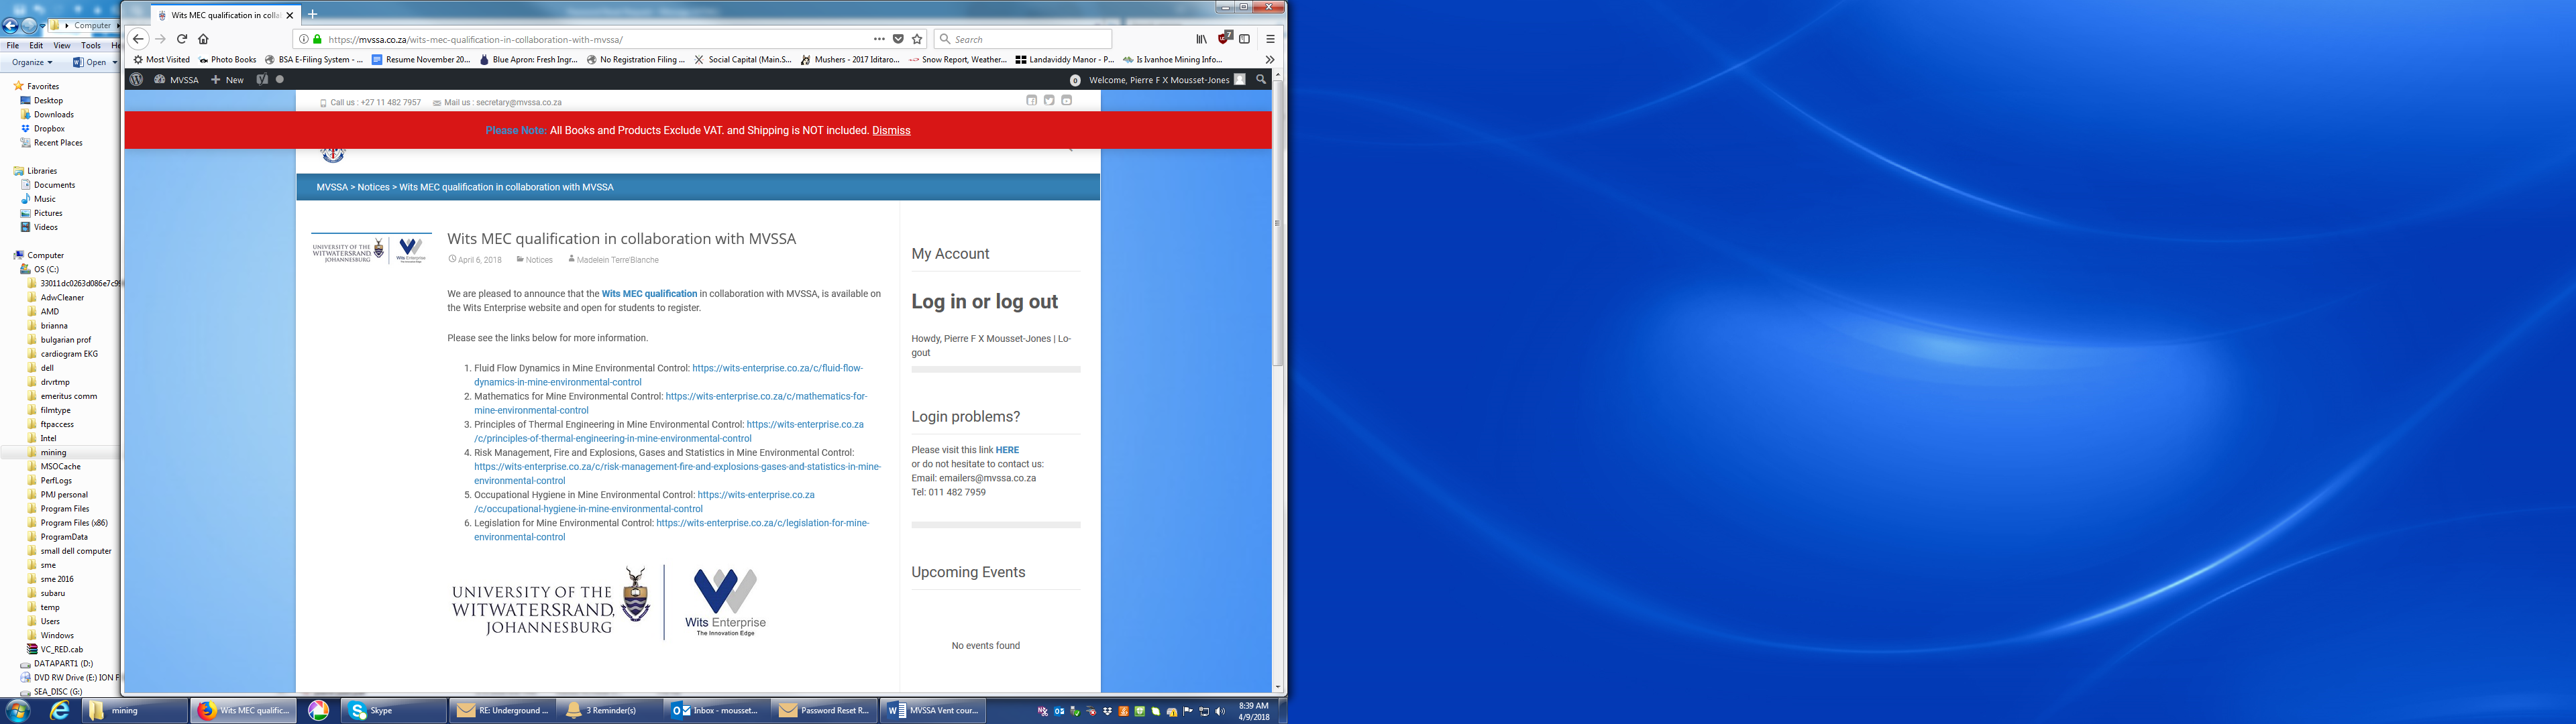 Wits MEC qualification in colla
https://mvssa.co.za/wits-mec-qualification-in-collaboration-with-mvssa/
Search
7
Most Visited
Photo Books
BSA E-Filing System - ...
Resume November 20...
Blue Apron: Fresh Ingr...
No Registration Filing ...
Social Capital (Main.S...
Mushers - 2017 Iditaro...
Snow Report, Weather...
Landaviddy Manor - P...
Is Ivanhoe Mining Info...
MVSSA
New
0
Welcome, Pierre F X Mousset-Jones
Call us : +27 11 482 7957
Mail us : secretary@mvssa.co.za
Please Note: All Books and Products Exclude VAT. and Shipping is NOT included. Dismiss
MVSSA > Notices > Wits MEC qualification in collaboration with MVSSA
UNIVERSITY OF THE
WITWATERSRAND,
JOHANNESBURG
Wits Enterprise
Wits MEC qualification in collaboration with MVSSA
April 6, 2018
Notices
Madelein Terre'Blanche
We are pleased to announce that the Wits MEC qualification in collaboration with MVSSA, is available on
the Wits Enterprise website and open for students to register.
Please see the links below for more information.
1. Fluid Flow Dynamics in Mine Environmental Control: https://wits-enterprise.co.za/c/fluid-flow-
dynamics-in-mine-environmental-control
2. Mathematics for Mine Environmental Control: https://wits-enterprise.co.za/c/mathematics-for-
mine-environmental-control
3. Principles of Thermal Engineering in Mine Environmental Control: https://wits-enterprise.co.za
/c/principles-of-thermal-engineering-in-mine-environmental-control
4. Risk Management, Fire and Explosions, Gases and Statistics in Mine Environmental Control:
https://wits-enterprise.co.za/c/risk-management-fire-and-explosions-gases-and-statistics-in-mine-
environmental-control
5. Occupational Hygiene in Mine Environmental Control: https://wits-enterprise.co.za
/c/occupational-hygiene-in-mine-environmental-control
6. Legislation for Mine Environmental Control: https://wits-enterprise.co.za/c/legislation-for-mine-
environmental-control
UNIVERSITY OF THE
WITWATERSRAND,
JOHANNESBURG
Wits Enterprise
The Innovation Edge
My Account
Log in or log out
Howdy, Pierre F X Mousset-Jones | Lo-
gout
Login problems?
Please visit this link HERE
or do not hesitate to contact us:
Email: emailers@mvssa.co.za
Tel: 011 482 7959
Upcoming Events
No events found
Computer
File
Edit
View
Tools
He
Organize
Open
Favorites
Desktop
Downloads
Dropbox
Recent Places
Libraries
Documents
Music
Pictures
Videos
Computer
OS (C:)
33011dc0263d086e7c9
AdwCleaner
AMD
brianna
bulgarian prof
cardiogram EKG
dell
drvrtmp
emeritus comm
filmtype
ftpaccess
Intel
mining
MSOCache
PerfLogs
PMJ personal
Program Files
Program Files (x86)
ProgramData
small dell computer
sme
sme 2016
subaru
temp
Users
Windows
VC_RED.cab
DATAPART1 (D:)
DVD RW Drive (E:) ION F
SEA_DISC (G:)
mining
Wits MEC qualific...
Skype
RE: Underground ...
3 Reminder(s)
Inbox - mousset...
Password Reset R...
MVSSA Vent cour...
8:39 AM
4/9/2018